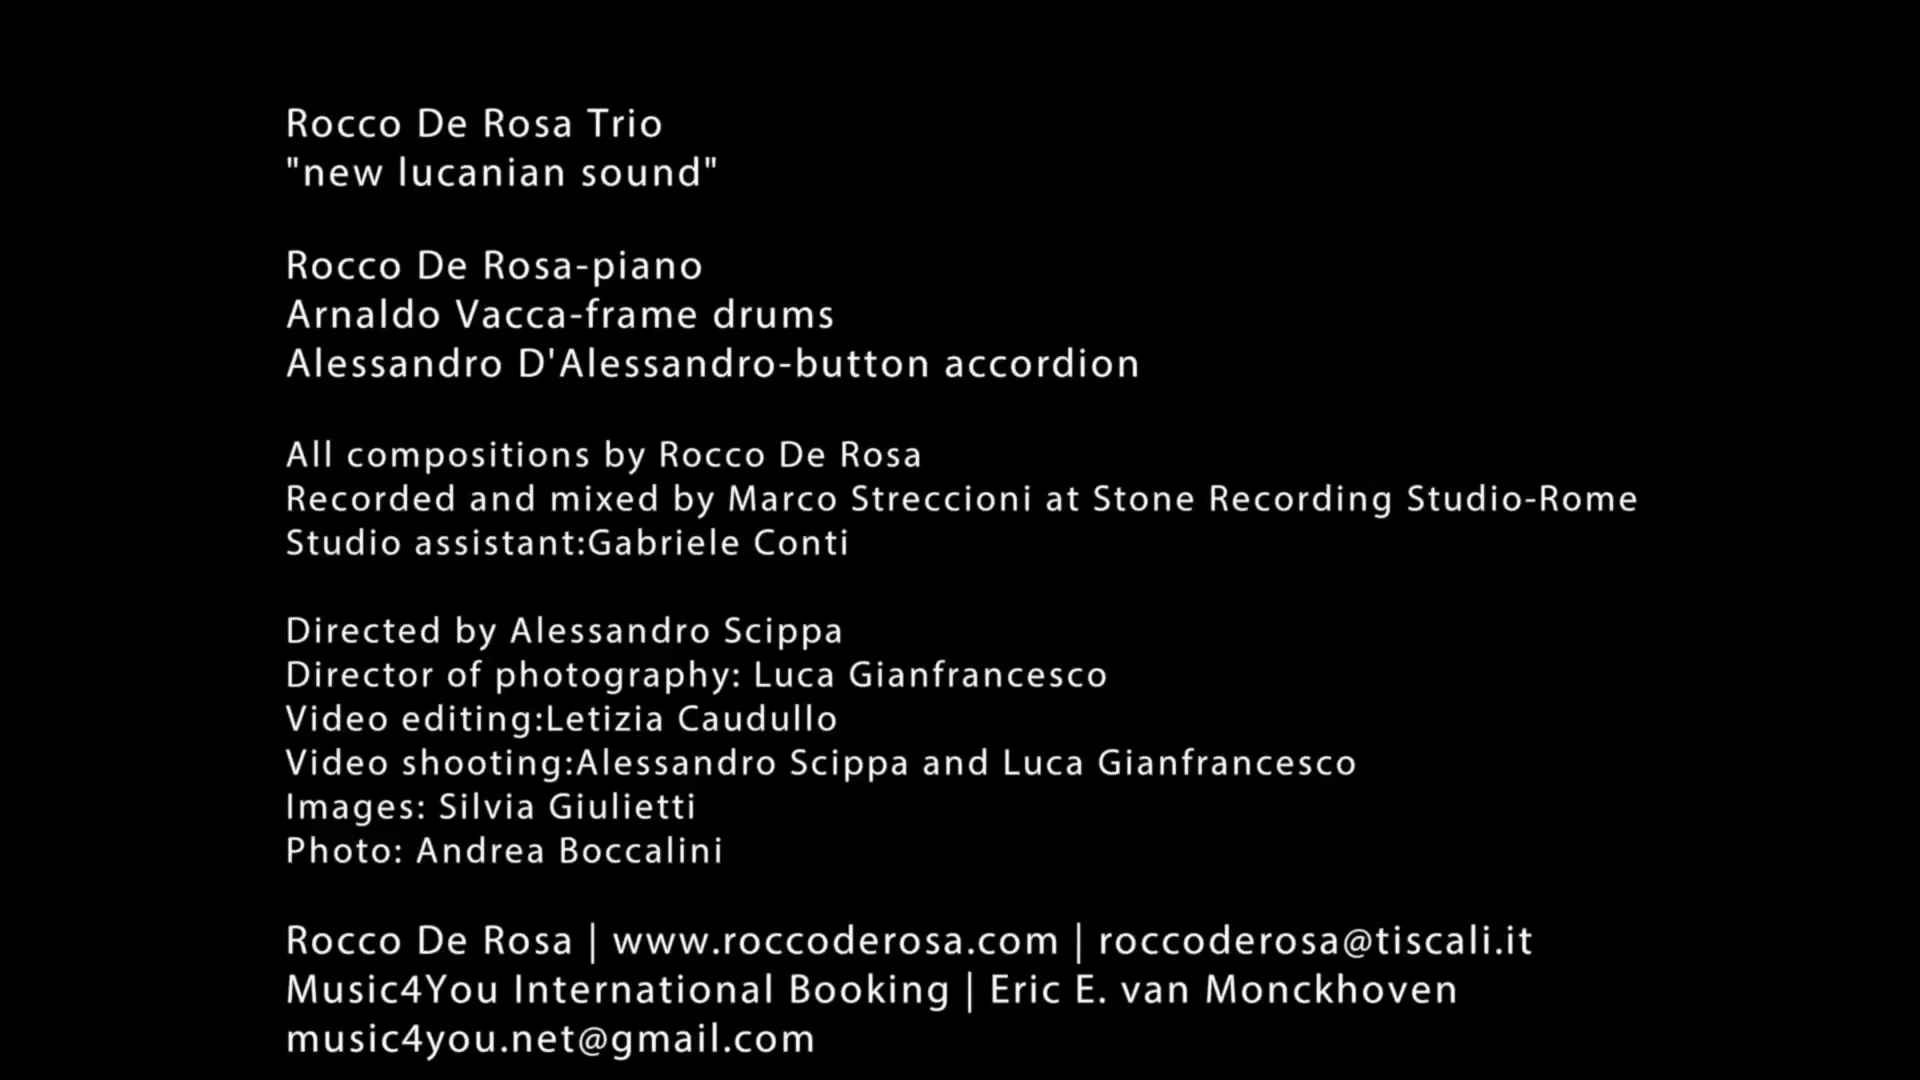 Rocco De Rosa Trio
"new lucanian sound"
Rocco De Rosa-piano
Arnaldo Vacca-frame drums
Alessandro D'Alessandro-button accordion
All compositions by Rocco De Rosa
Recorded and mixed by Marco Streccioni at Stone Recording Studio-Rome
Studio assistant:Gabriele Conti
Directed by Alessandro Scippa
Director of photography: Luca Gianfrancesco
Video editing:Letizia Caudullo
Video shooting:Alessandro Scippa and Luca Gianfrancesco
Images: Silvia Giulietti
Photo: Andrea Boccalini
Rocco De Rosa | www.roccoderosa.com | roccoderosa@tiscali.it
Music4You International Booking | Eric E. van Monckhoven
music4you.net@gmail.com